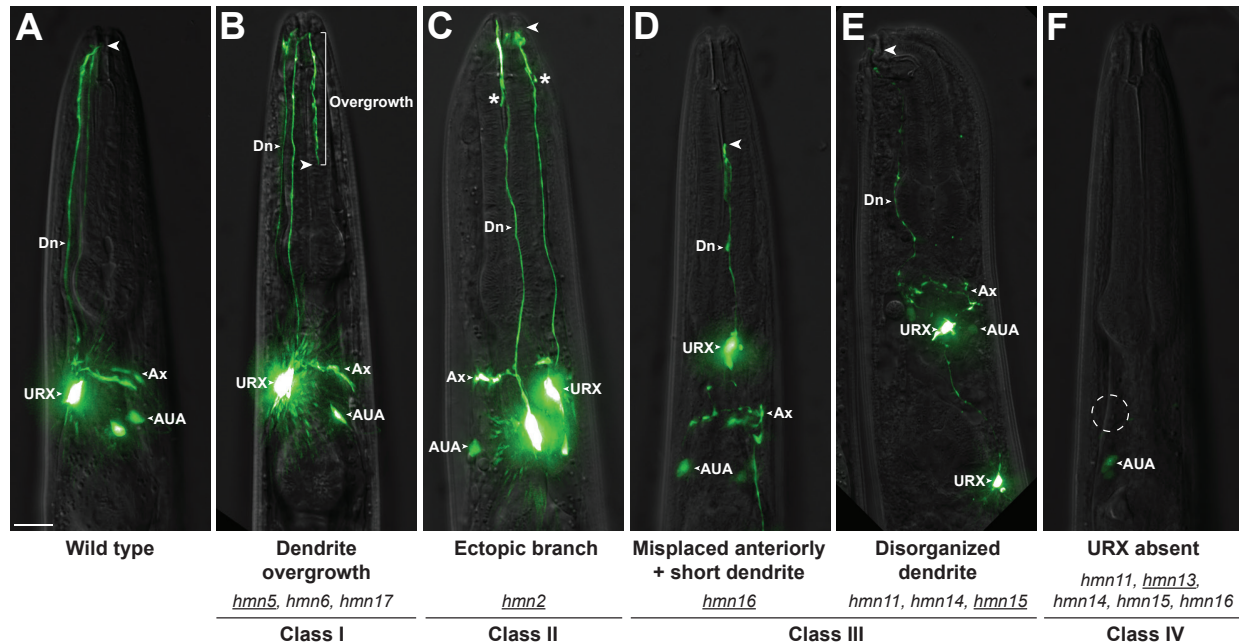 A
B
C
D
E
F
Overgrowth
Dn
Ax
URX
AUA
Dn
Ax
URX
AUA
*
*
Dn
Ax
URX
AUA
Dn
URX
Ax
AUA
Ax
URX
AUA
Dn
URX
AUA
Wild type
Dendrite
overgrowth
hmn5, hmn6, hmn17
Class I
Ectopic branch
hmn2
Class II
Misplaced anteriorly
+ short dendrite
hmn16
Disorganized
dendrite
hmn11, hmn14, hmn15
Class III
URX absent
hmn11, hmn13,
hmn14, hmn15, hmn16
Class IV